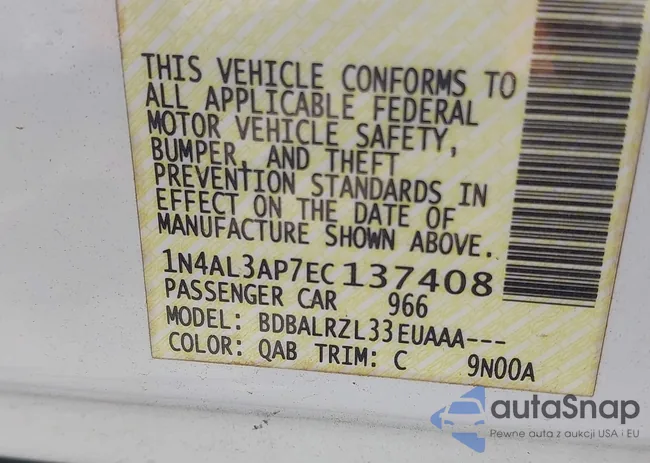 THIS VEHICLE CONFORMS TO
ALL APPLICABLE FEDERAL
MOTOR VEHICLE SAFETY,
BUMPER, AND THEFT
PREVENTION STANDARDS IN
EFFECT ON THE DATE OF
MANUFACTURE SHOWN ABOVE.
1N4AL3AP7EC137408
PASSENGER CAR 966
MODEL: BDBALRZL33EUAAA---
COLOR: QAB TRIM: C 9N00A
autaSnap
Pewne auta z aukcji USA i EU